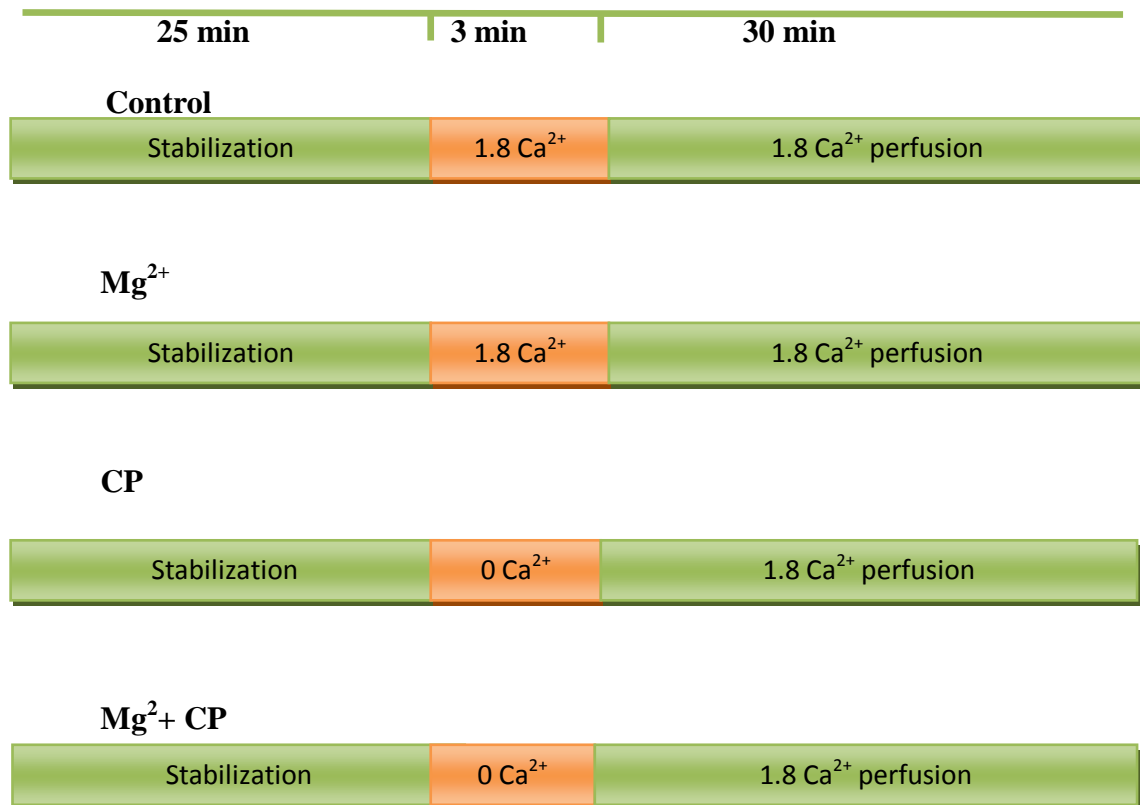 25 min 3 min 30 min
Control
Stabilization 1.8 Ca²⁺ 1.8 Ca²⁺ perfusion
Mg²⁺
Stabilization 1.8 Ca²⁺ 1.8 Ca²⁺ perfusion
CP
Stabilization 0 Ca²⁺ 1.8 Ca²⁺ perfusion
Mg²+ CP
Stabilization 0 Ca²⁺ 1.8 Ca²⁺ perfusion